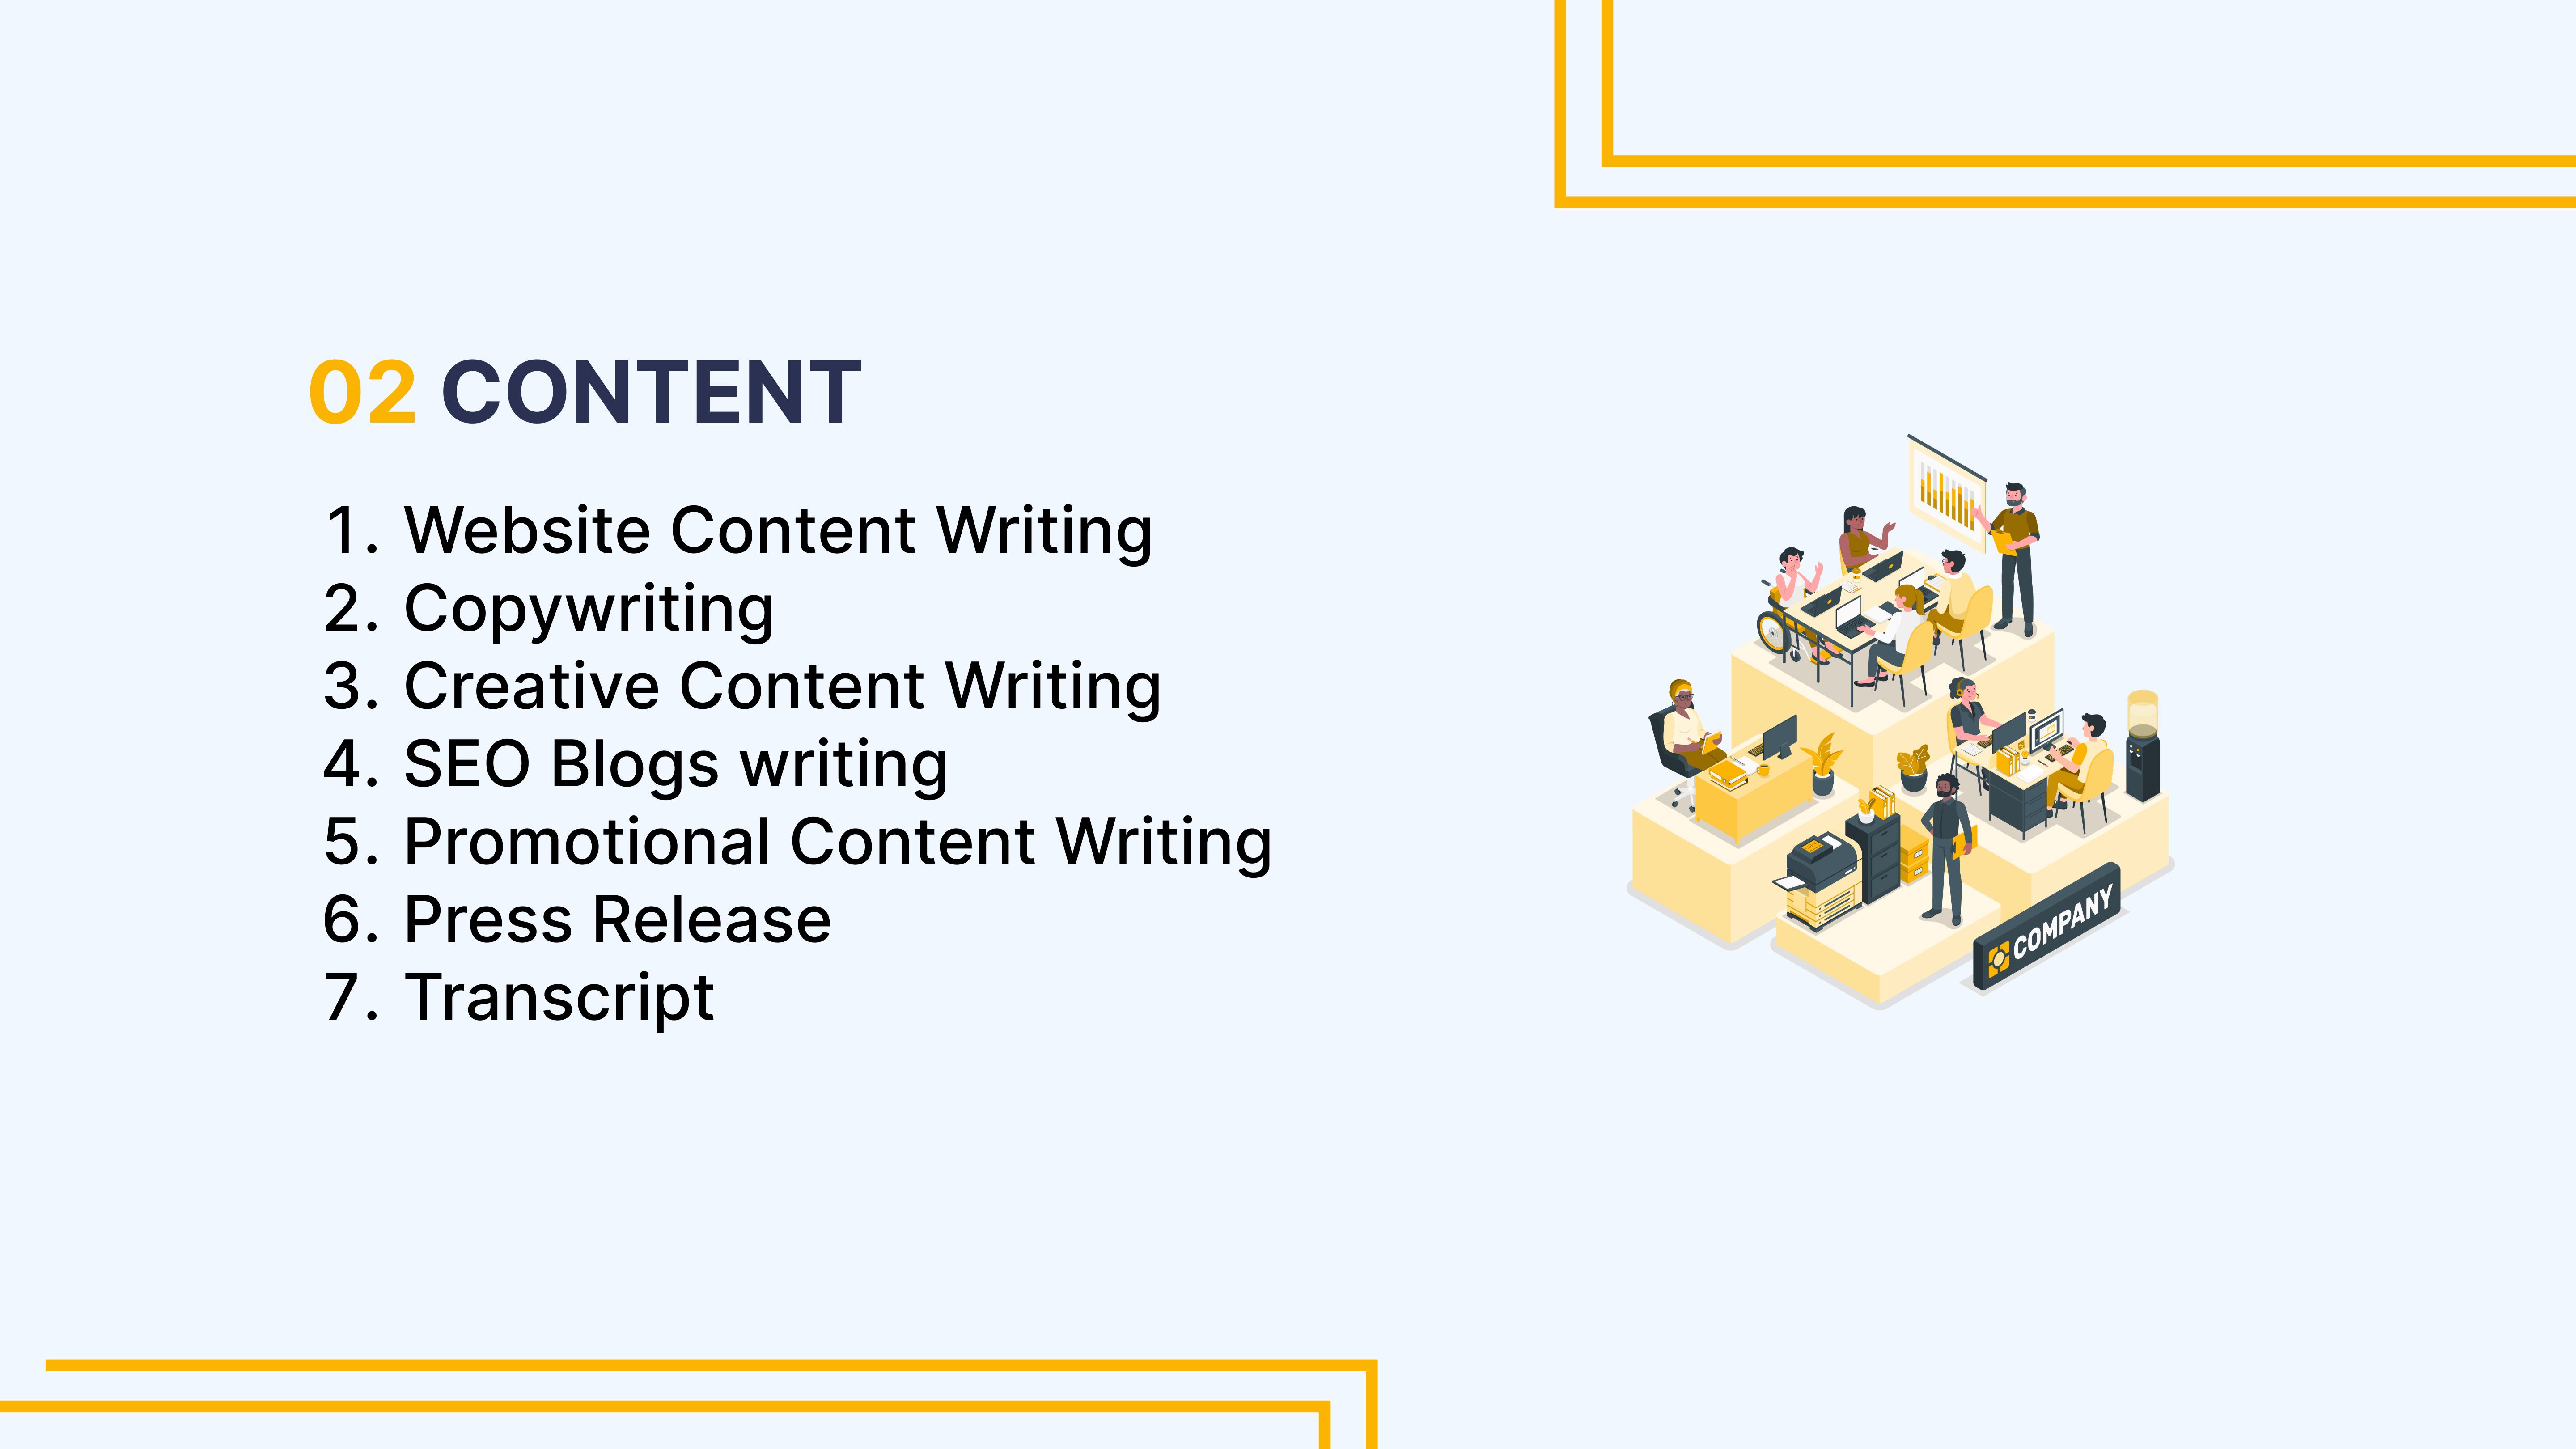 02 CONTENT
1. Website Content Writing
2. Copywriting
3. Creative Content Writing
4. SEO Blogs writing
5. Promotional Content Writing
6. Press Release
7. Transcript
COMPANY